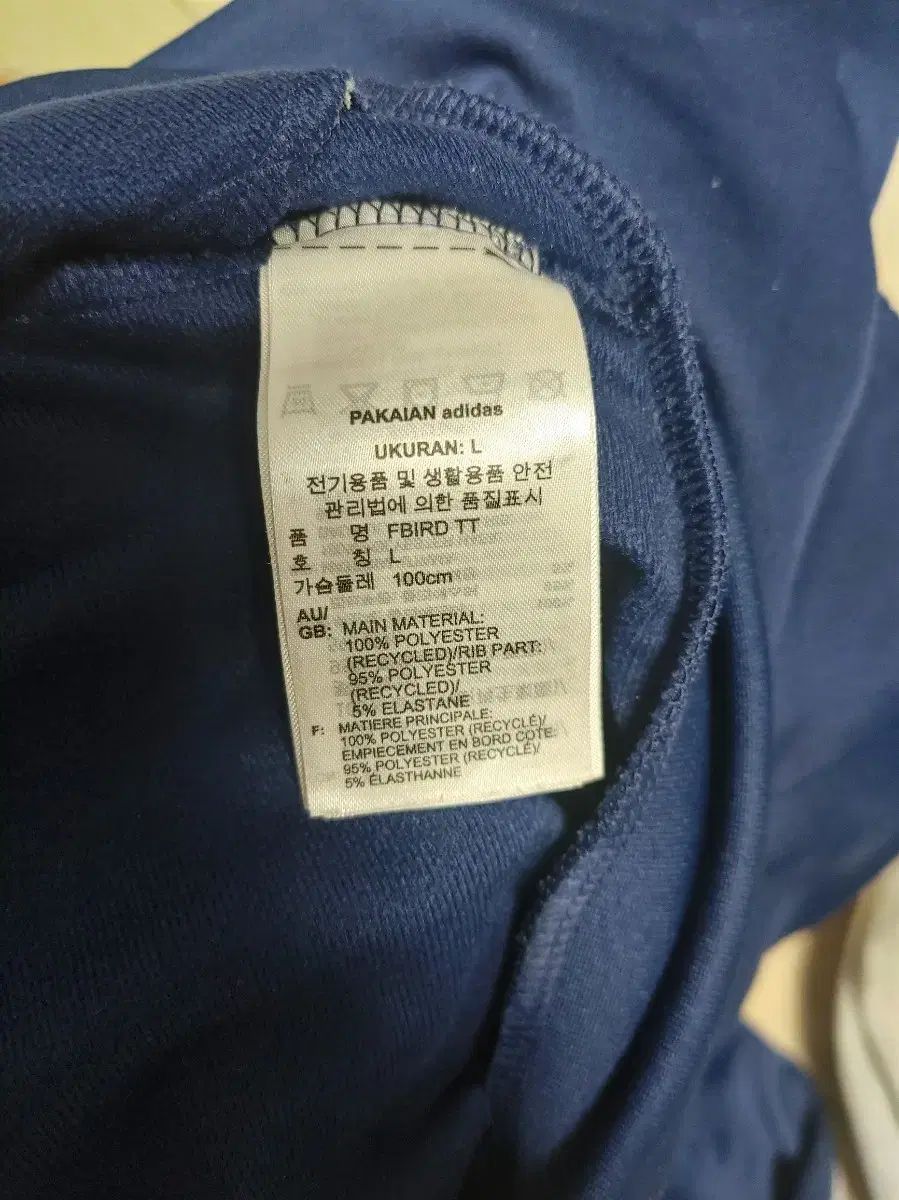 PAKAIAN adidas
UKURAN: L
전기용품 및 생활용품 안전
관리법에 의한 품질표시
품 명 FBIRD TT
호 칭 L
가슴둘레 100cm
AU/
GB: MAIN MATERIAL:
100% POLYESTER
(RECYCLED)/RIB PART:
95% POLYESTER
(RECYCLED)/
5% ELASTANE
F: MATIERE PRINCIPALE:
100% POLYESTER (RECYCLÉ)/
EMPIECEMENT EN BORD COTE:
95% POLYESTER (RECYCLÉ)/
5% ÉLASTHANNE